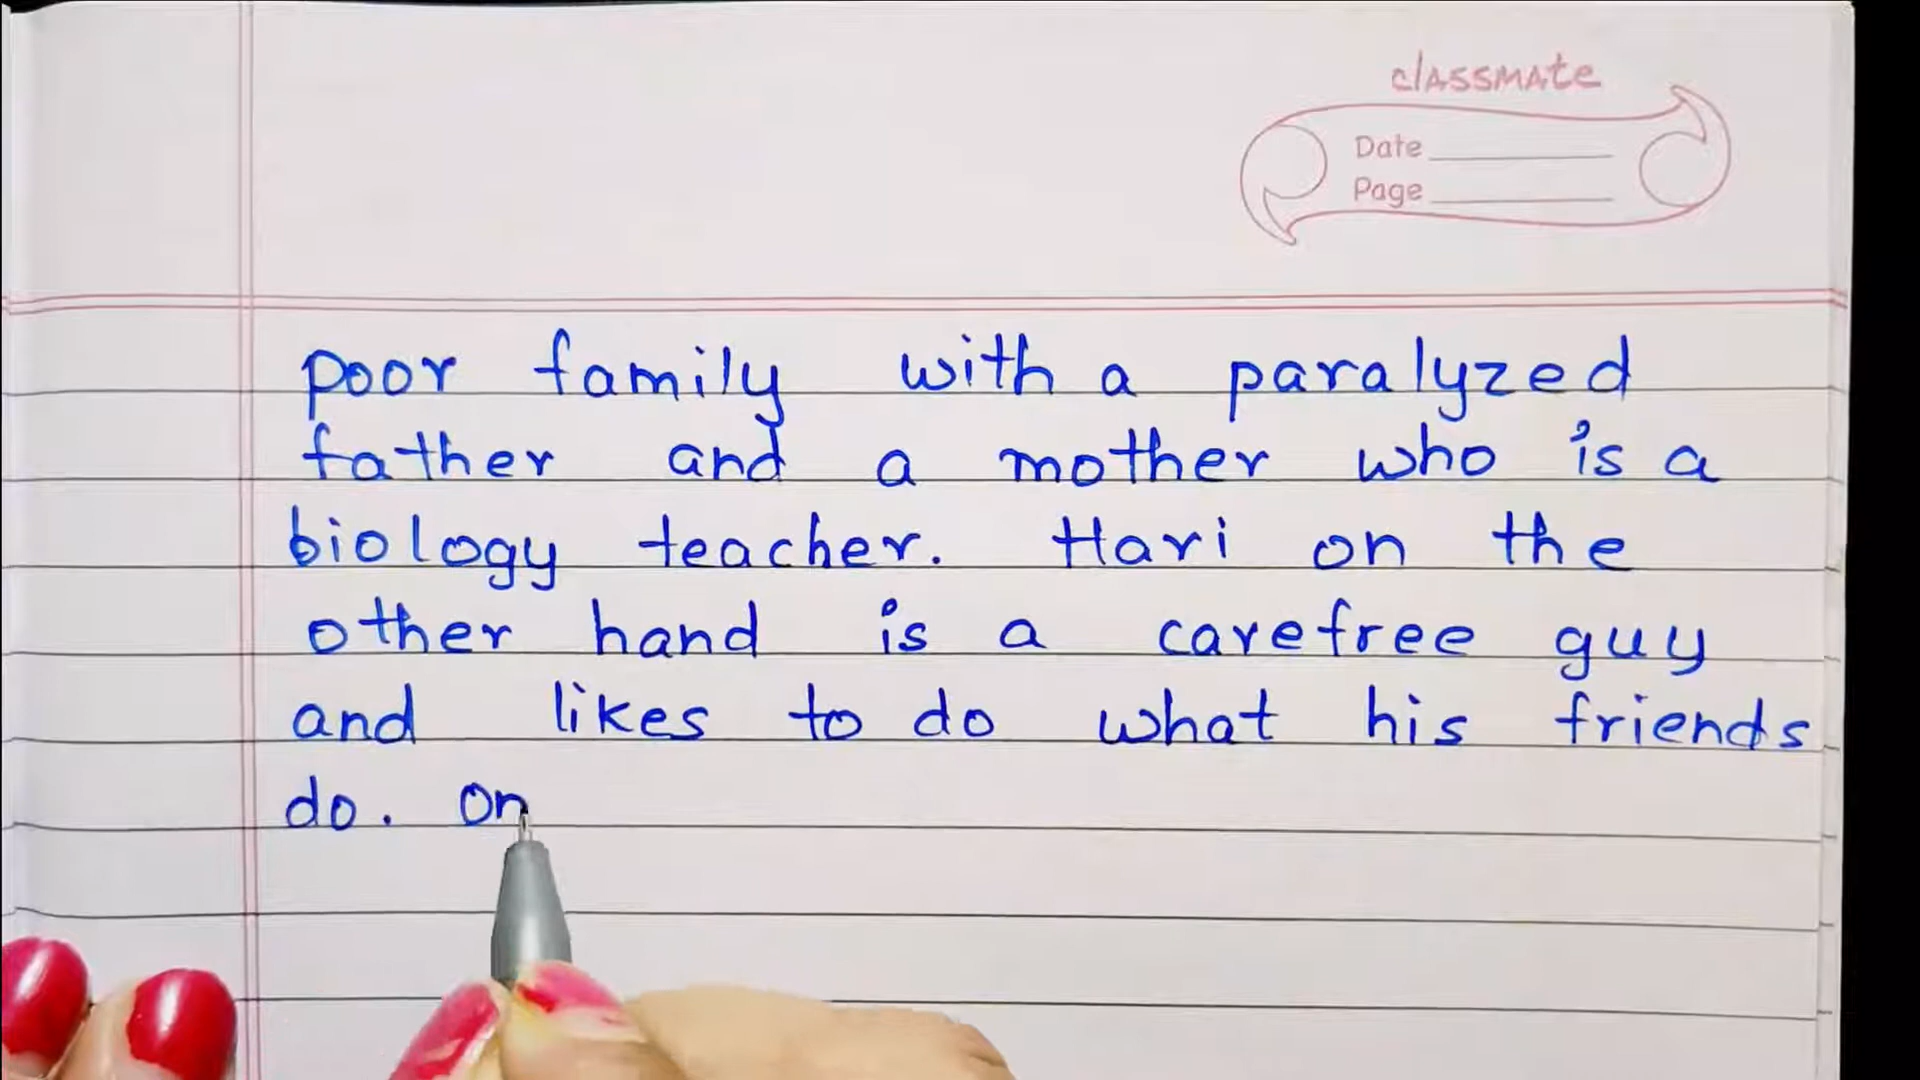 classmate
Date
Page
poor family with a paralyzed
father and a mother who is a
biology teacher. Hari on the
other hand is a carefree guy
and likes to do what his friends
do. On